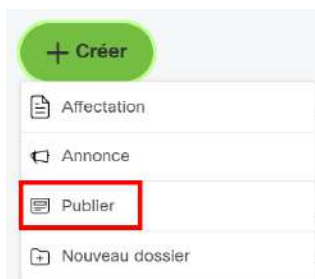 + Créer
Affectation
Annonce
Publier
Nouveau dossier